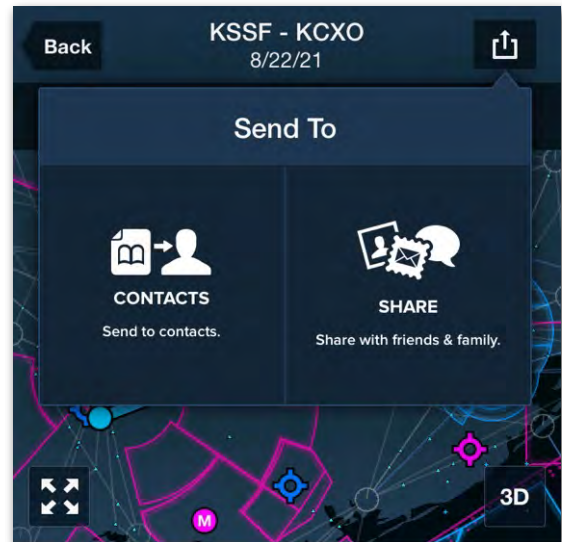 Back
KSSF - KCXO
8/22/21
Send To
CONTACTS
Send to contacts.
SHARE
Share with friends & family.
M
3D